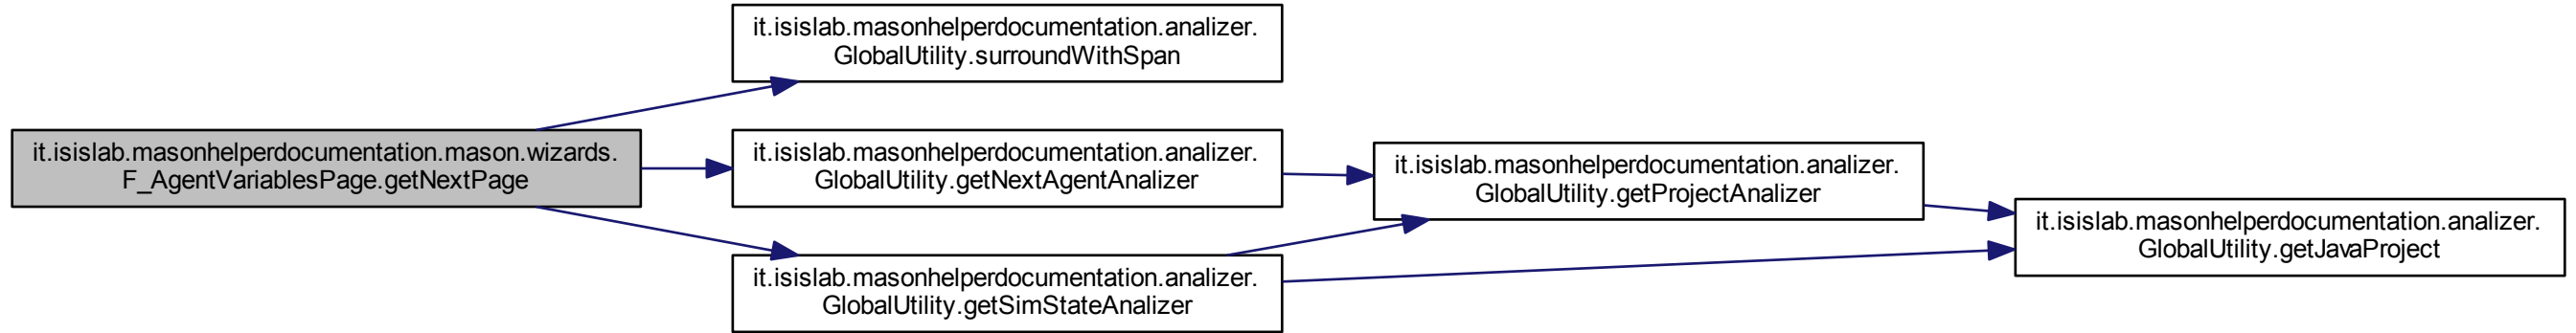 it.isislab.masonhelperdocumentation.analizer.
GlobalUtility.surroundWithSpan
it.isislab.masonhelperdocumentation.mason.wizards.
F_AgentVariablesPage.getNextPage
it.isislab.masonhelperdocumentation.analizer.
GlobalUtility.getNextAgentAnalizer
it.isislab.masonhelperdocumentation.analizer.
GlobalUtility.getProjectAnalizer
it.isislab.masonhelperdocumentation.analizer.
GlobalUtility.getJavaProject
it.isislab.masonhelperdocumentation.analizer.
GlobalUtility.getSimStateAnalizer